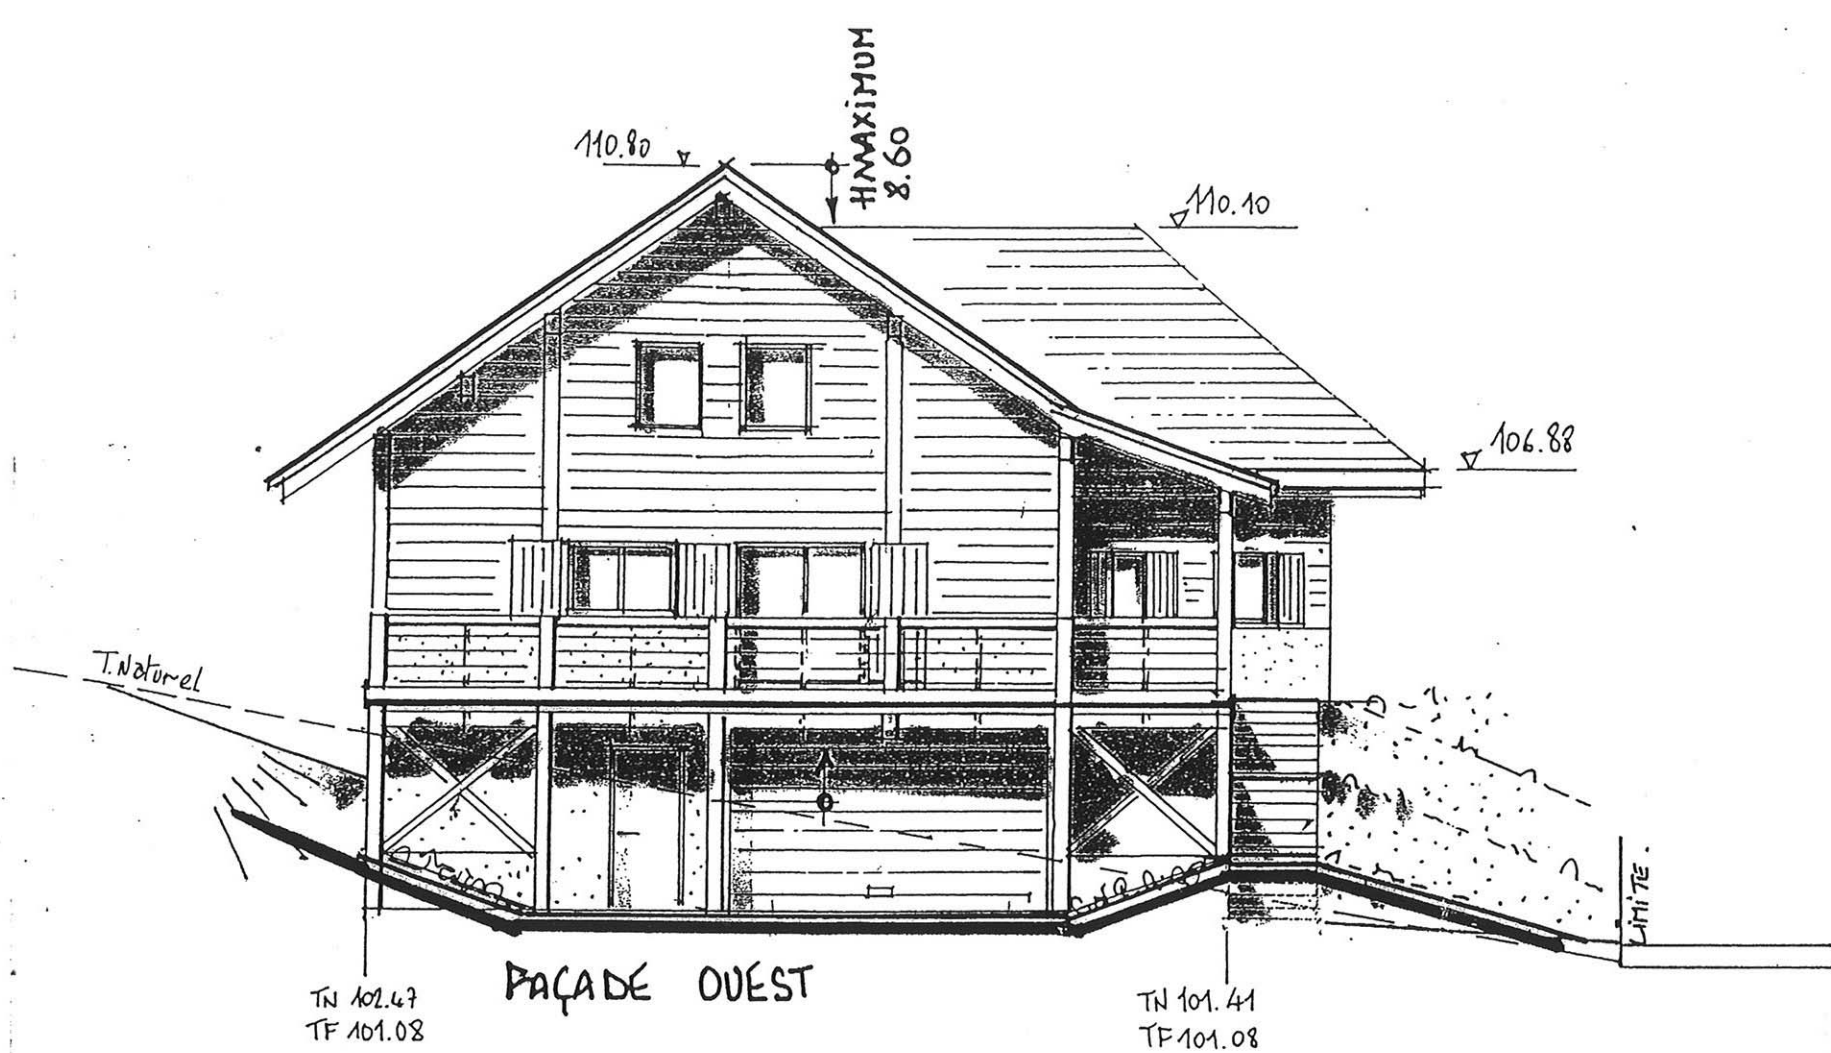 HMAXiMUM
8.60
110.80
110.10
106.88
T.Naturel
LiMiTE.
FAÇADE OUEST
TN 102.47
TF 101.08
TN 101.41
TF 101.08